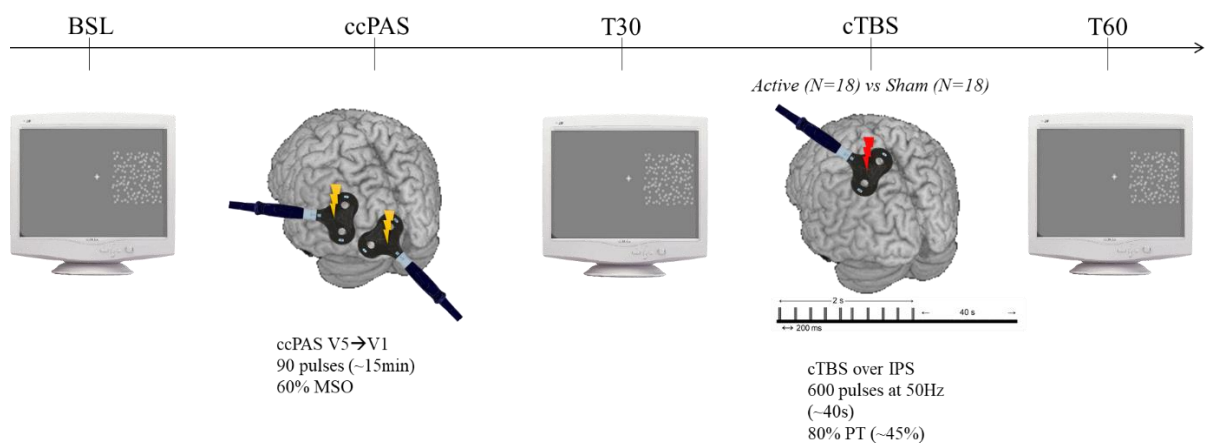 BSL
ccPAS
T30
cTBS
T60
Active (N=18) vs Sham (N=18)
2 s
40 s
200 ms
ccPAS V5→V1
90 pulses (~15min)
60% MSO
cTBS over IPS
600 pulses at 50Hz
(~40s)
80% PT (~45%)